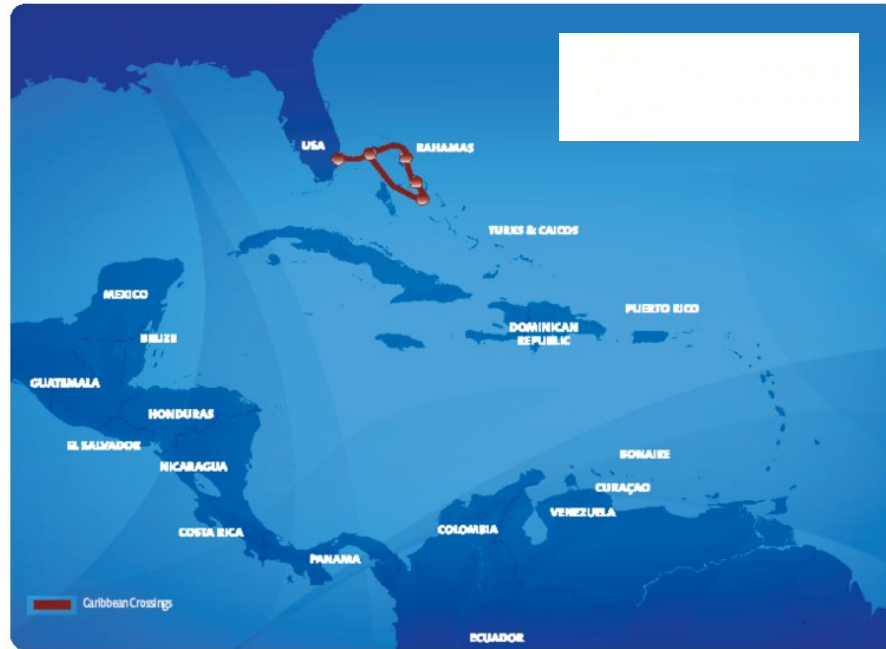 USA
BAHAMAS
TURKS & CAICOS
MEXICO
PUERTO RICO
DOMINICAN
REPUBLIC
BELIZE
GUATEMALA
HONDURAS
EL SALVADOR
NICARAGUA
BONAIRE
CURAÇAO
VENEZUELA
COSTA RICA
COLOMBIA
PANAMA
Caribbean Crossings
ECUADOR